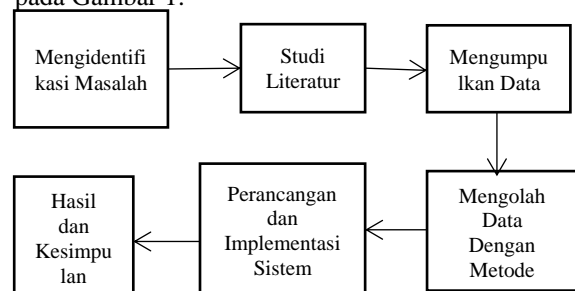 pada Gambar 1.
Mengidentifi
kasi Masalah
Studi
Literatur
Mengumpu
lkan Data
Mengolah
Data
Dengan
Metode
Perancangan
dan
Implementasi
Sistem
Hasil
dan
Kesimpu
lan